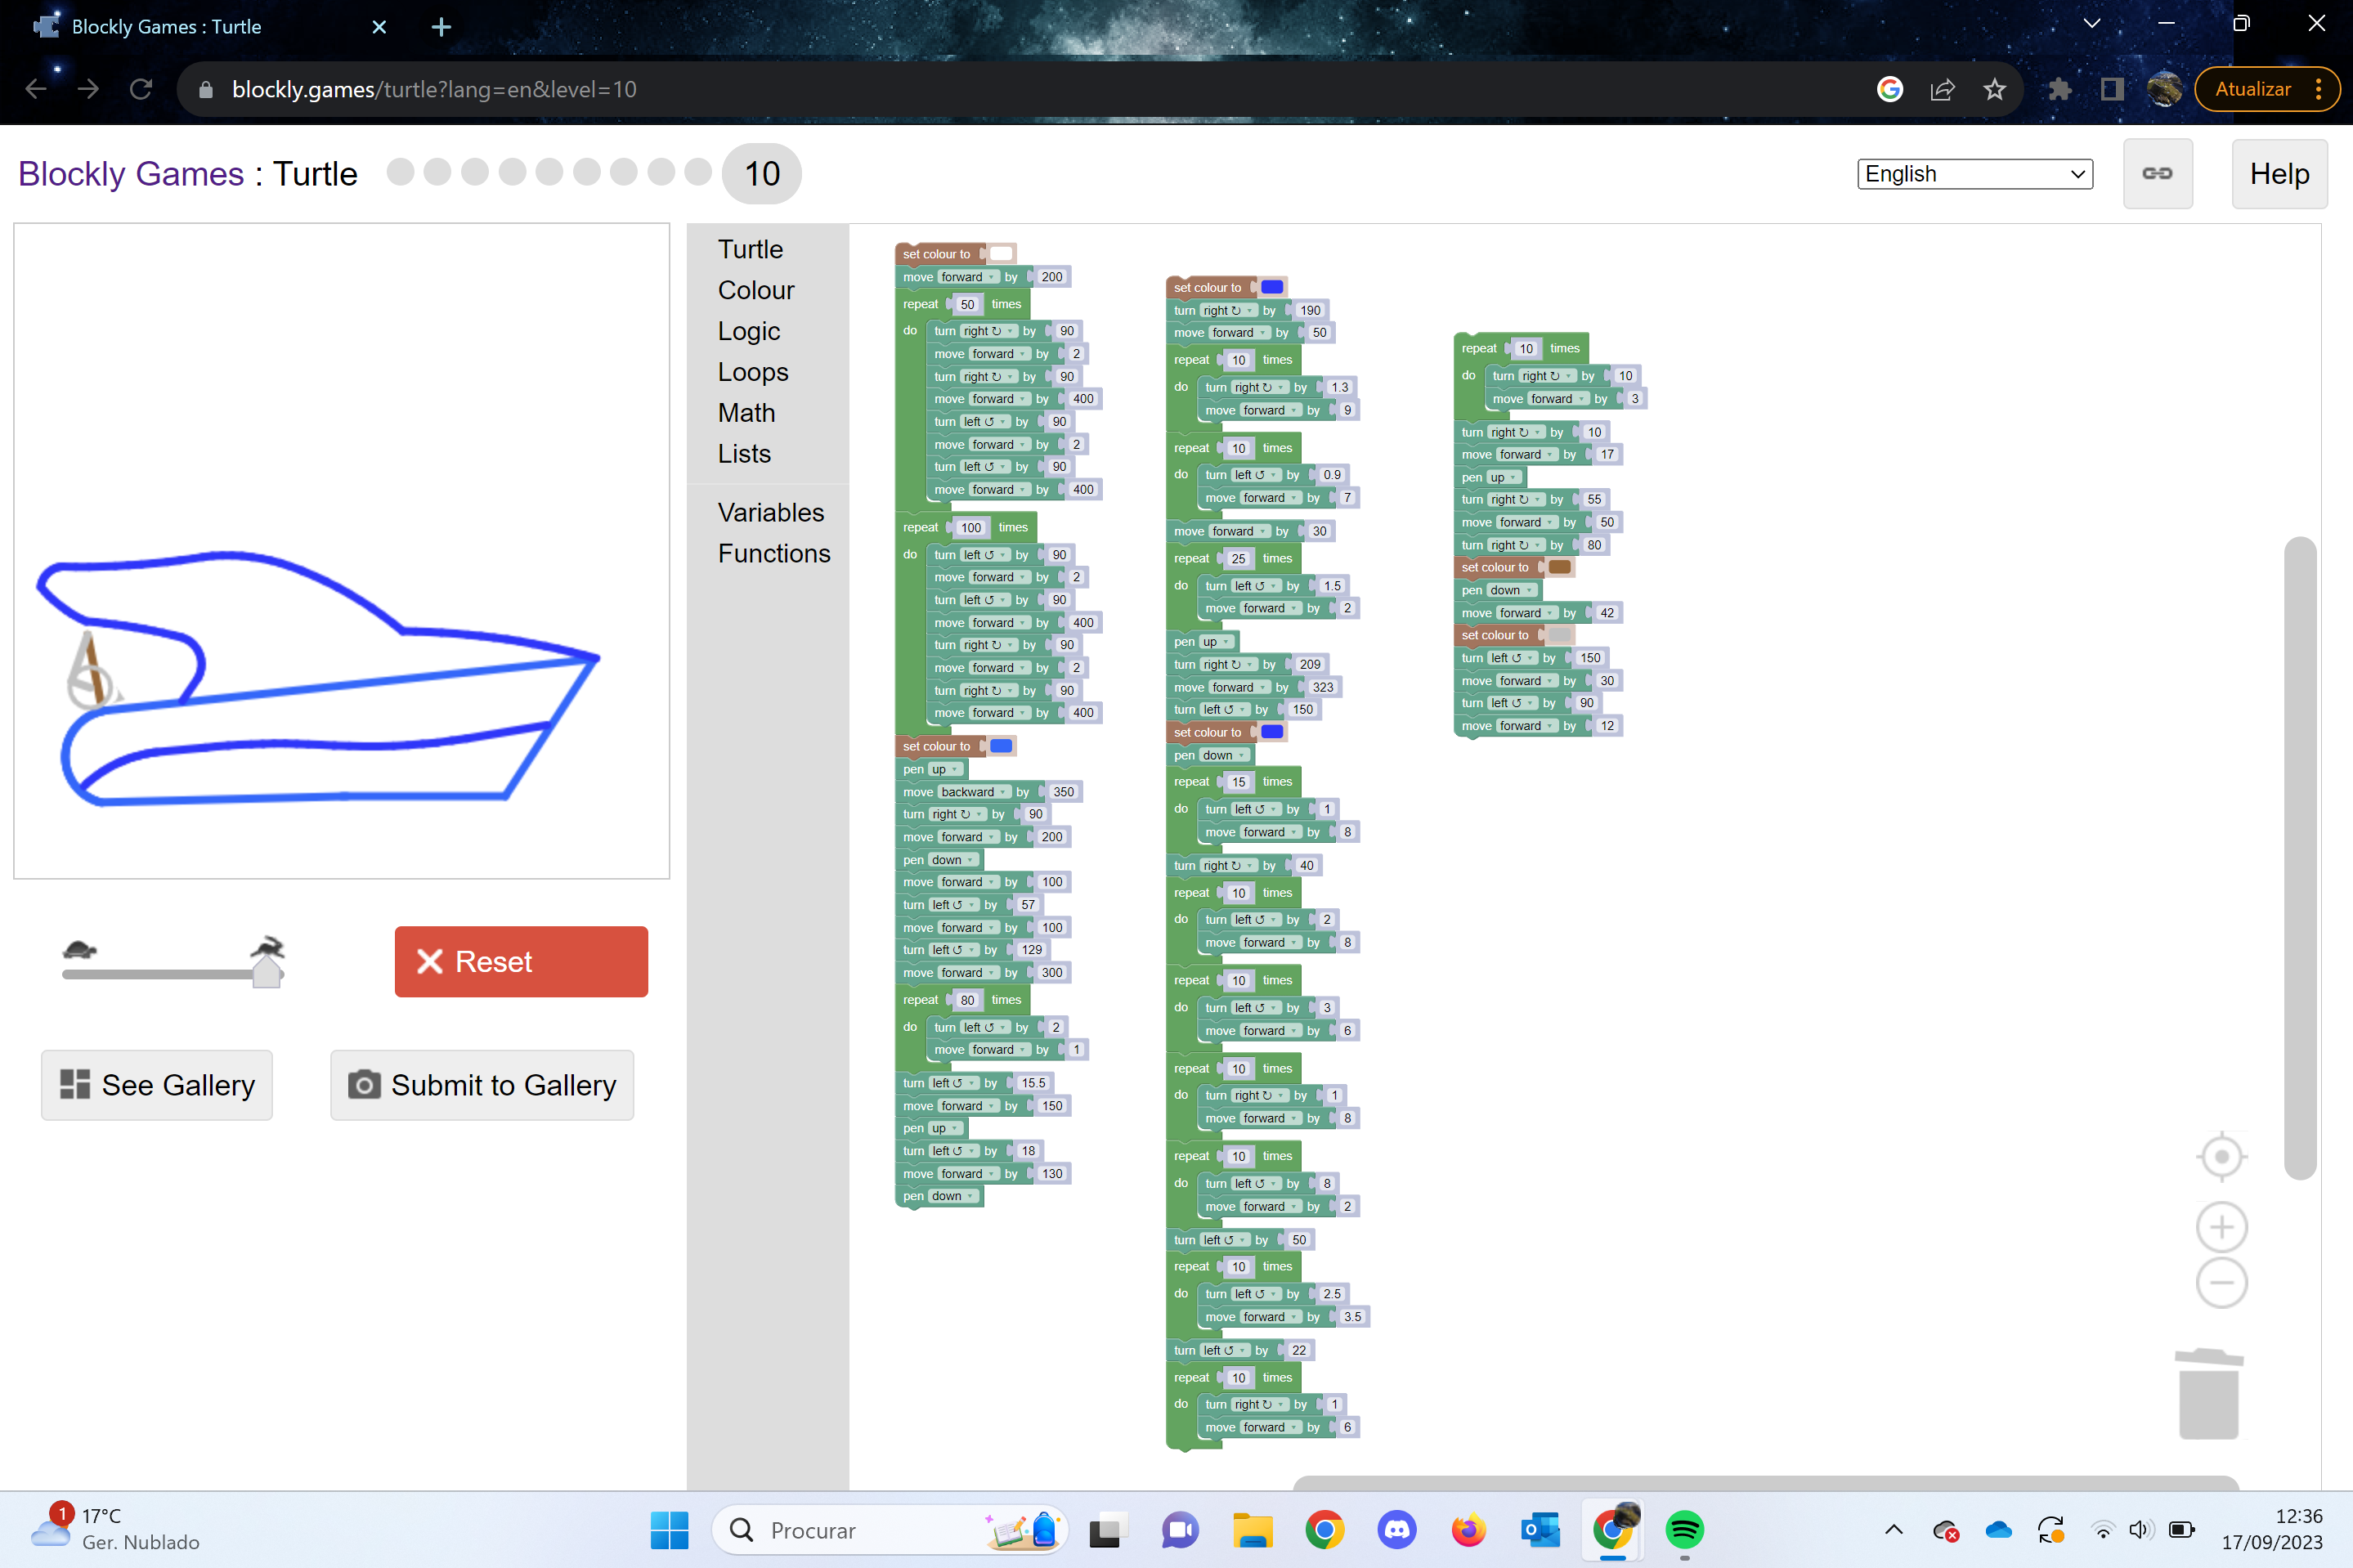 Blockly Games : Turtle
blockly.games/turtle?lang=en&level=10
Atualizar
Blockly Games : Turtle
10
English
Help
Turtle
Colour
Logic
Loops
Math
Lists
Variables
Functions
set colour to
move forward by 200
repeat 50 times
do turn right ↻ by 90
move forward by 2
turn right ↻ by 90
move forward by 400
turn left ↺ by 90
move forward by 2
turn left ↺ by 90
move forward by 400
repeat 100 times
do turn left ↺ by 90
move forward by 2
turn left ↺ by 90
move forward by 400
turn right ↻ by 90
move forward by 2
turn right ↻ by 90
move forward by 400
set colour to
pen up
move backward by 350
turn right ↻ by 90
move forward by 200
pen down
move forward by 100
turn left ↺ by 57
move forward by 100
turn left ↺ by 129
move forward by 300
repeat 80 times
do turn left ↺ by 2
move forward by 1
turn left ↺ by 15.5
move forward by 150
pen up
turn left ↺ by 18
move forward by 130
pen down
set colour to
turn right ↻ by 190
move forward by 50
repeat 10 times
do turn right ↻ by 1.3
move forward by 9
repeat 10 times
do turn left ↺ by 0.9
move forward by 7
move forward by 30
repeat 25 times
do turn left ↺ by 1.5
move forward by 2
pen up
turn right ↻ by 209
move forward by 323
turn left ↺ by 150
set colour to
pen down
repeat 15 times
do turn left ↺ by 1
move forward by 8
turn right ↻ by 40
repeat 10 times
do turn left ↺ by 2
move forward by 8
repeat 10 times
do turn left ↺ by 3
move forward by 6
repeat 10 times
do turn right ↻ by 1
move forward by 8
repeat 10 times
do turn left ↺ by 8
move forward by 2
turn left ↺ by 50
repeat 10 times
do turn left ↺ by 2.5
move forward by 3.5
turn left ↺ by 22
repeat 10 times
do turn right ↻ by 1
move forward by 6
repeat 10 times
do turn right ↻ by 10
move forward by 3
turn right ↻ by 10
move forward by 17
pen up
turn right ↻ by 55
move forward by 50
turn right ↻ by 80
set colour to
pen down
move forward by 42
set colour to
turn left ↺ by 150
move forward by 30
turn left ↺ by 90
move forward by 12
Reset
See Gallery
Submit to Gallery
1
17°C
Ger. Nublado
Procurar
12:36
17/09/2023